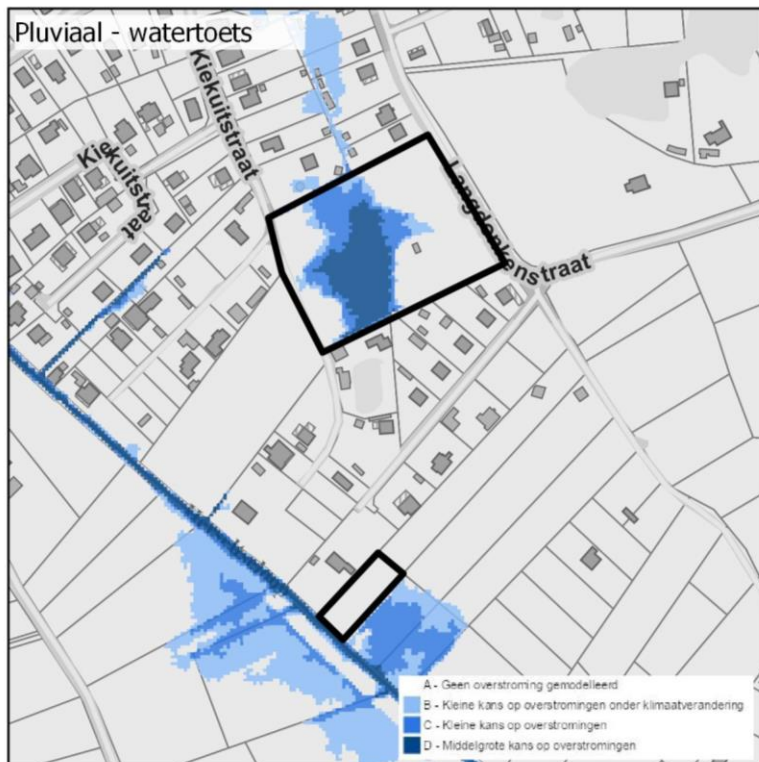 Pluviaal - watertoets
Kiekuitstraat
Kiekuitstraat
Langdonkenstraat
A - Geen overstroming gemodelleerd
B - Kleine kans op overstromingen onder klimaatverandering
C - Kleine kans op overstromingen
D - Middelgrote kans op overstromingen